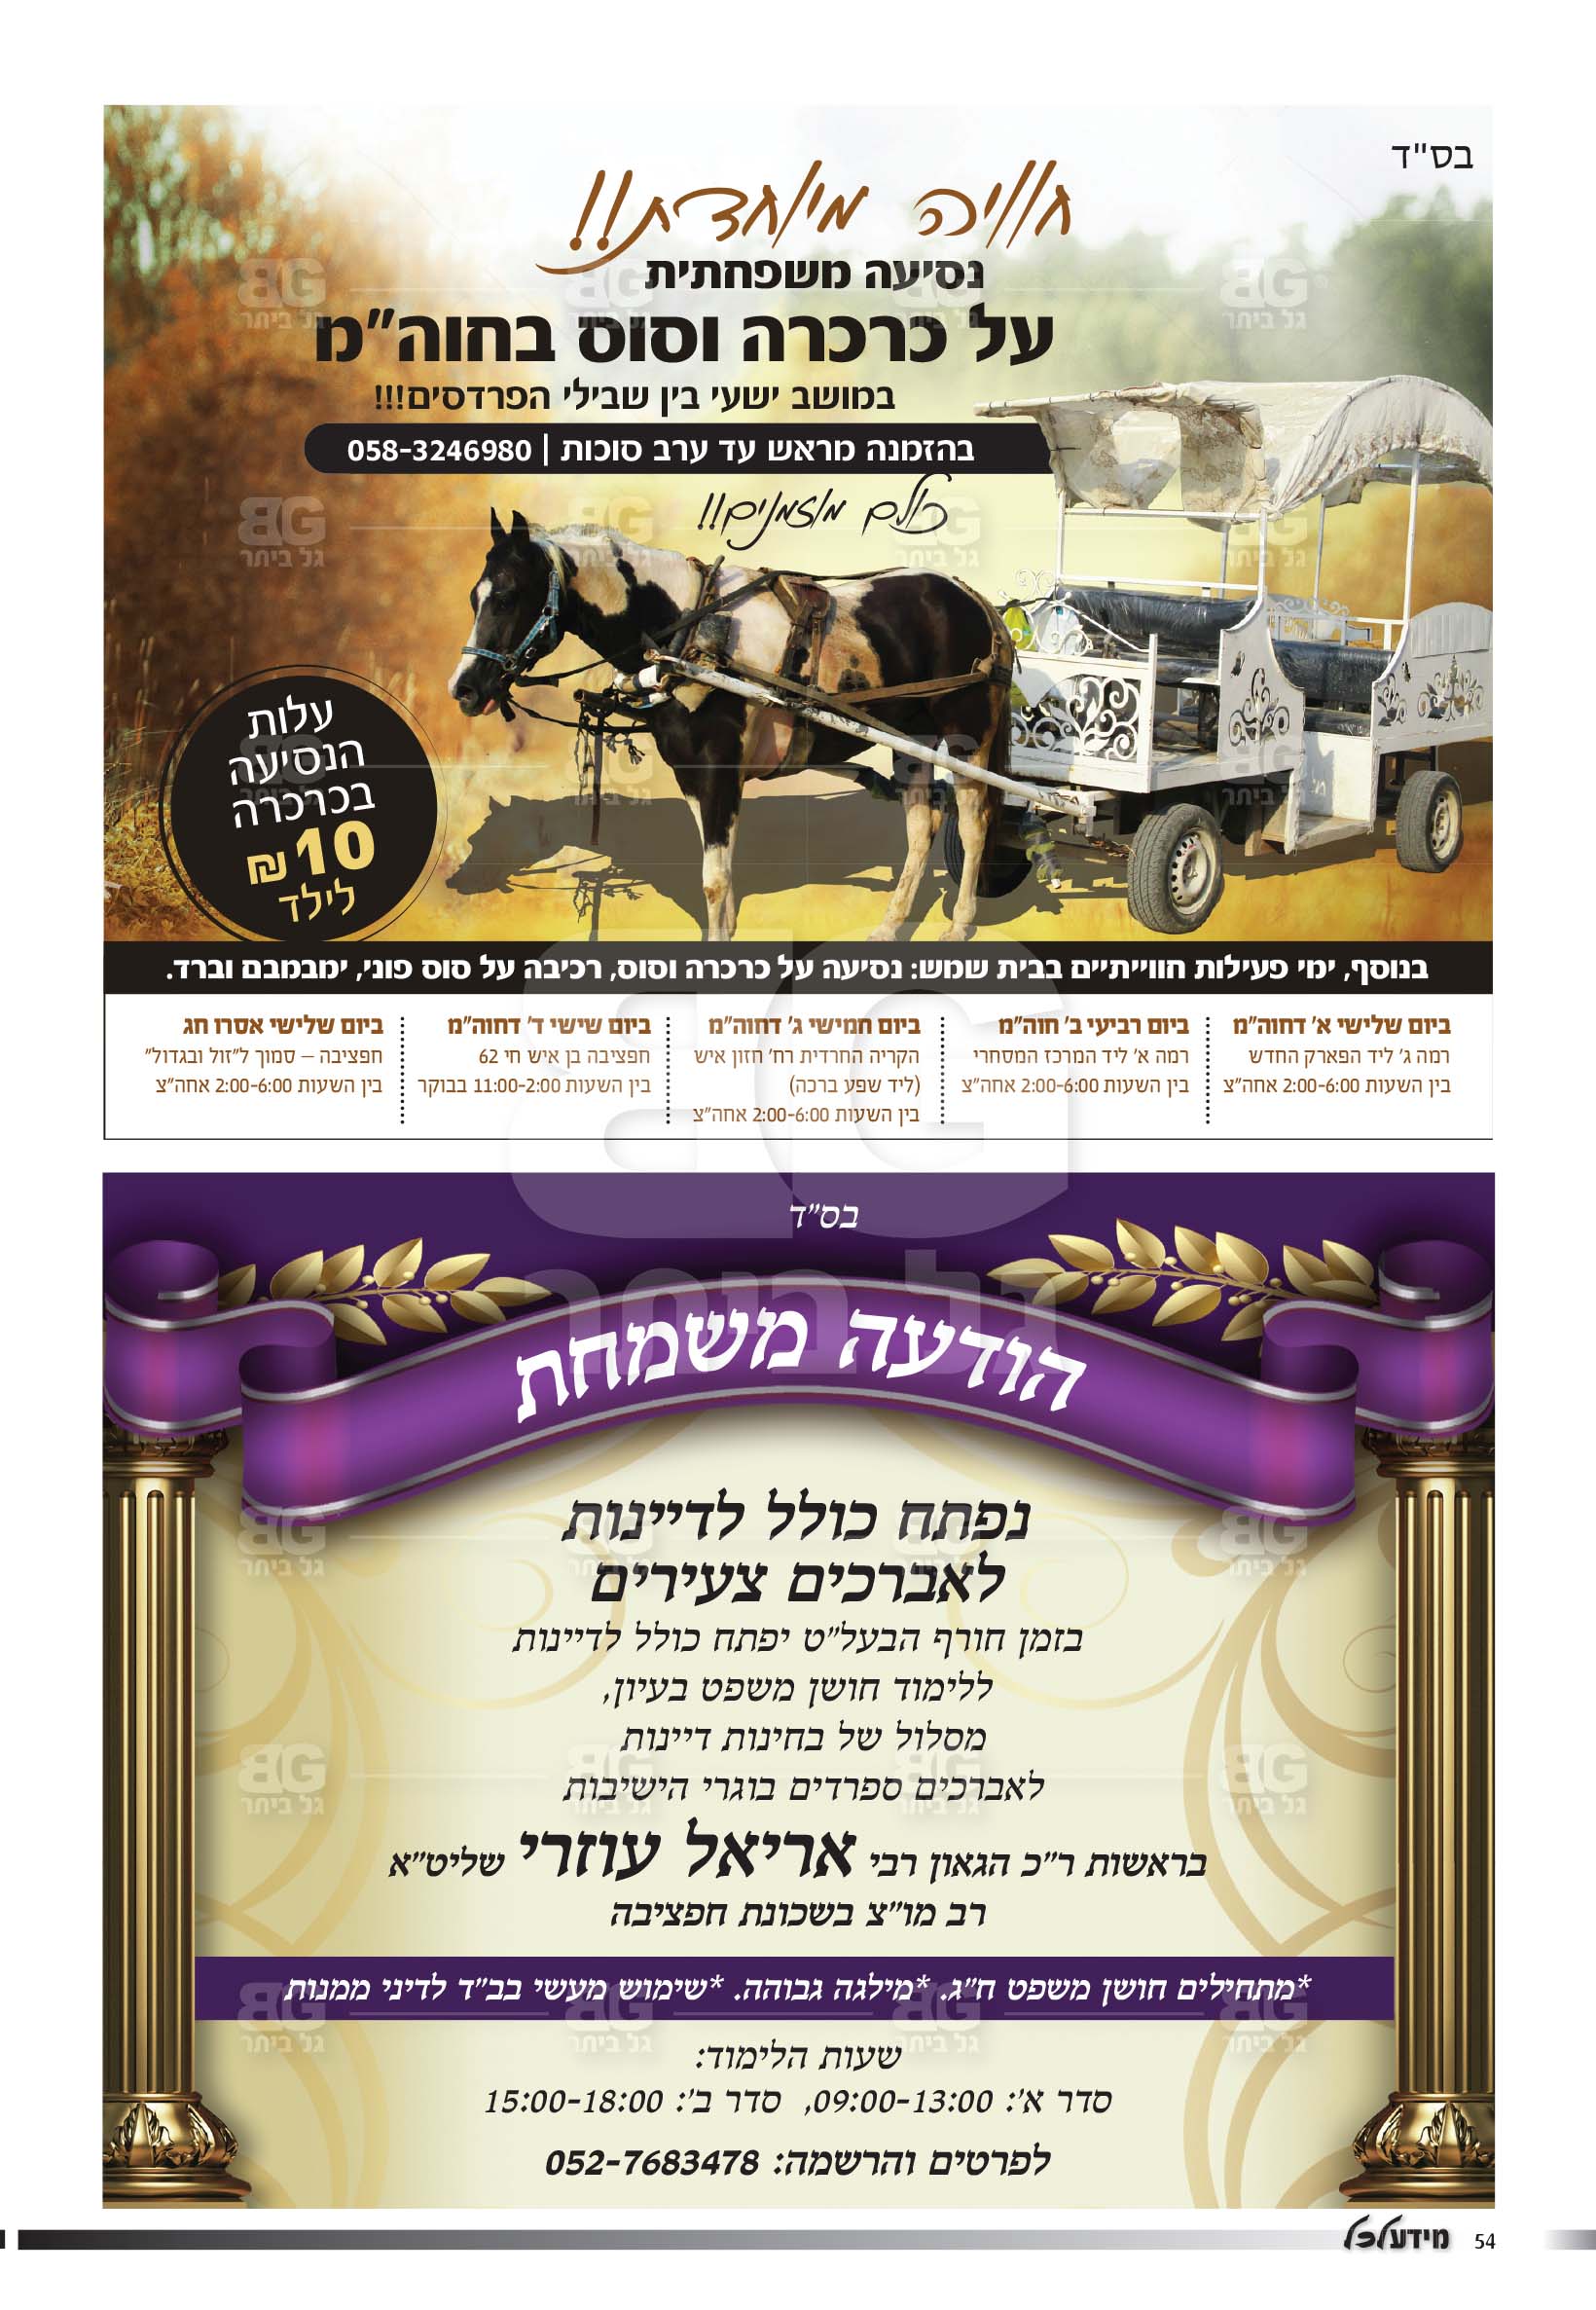 בס"ד
חוויה מיוחדת!!
נסיעה משפחתית
על כרכרה וסוס בחוה"מ
במושב ישעי בין שבילי הפרדסים!!!
בהזמנה מראש עד ערב סוכות | 058-3246980
כולם מוזמנים!!
עלות
הנסיעה
בכרכרה
10 ₪
לילד
בנוסף, ימי פעילות חווייתיים בבית שמש: נסיעה על כרכרה וסוס, רכיבה על סוס פוני, ימבמבם וברד.
ביום שלישי א' דחוה"מ
רמה ג' ליד הפארק החדש
בין השעות 2:00-6:00 אחה"צ
ביום רביעי ב' חוה"מ
רמה א' ליד המרכז המסחרי
בין השעות 2:00-6:00 אחה"צ
ביום חמישי ג' דחוה"מ
הקריה החרדית רח' חזון איש
(ליד שפע ברכה)
בין השעות 2:00-6:00 אחה"צ
ביום שישי ד' דחוה"מ
חפציבה בן איש חי 62
בין השעות 11:00-2:00 בבוקר
ביום שלישי אסרו חג
חפציבה – סמוך ל"זול ובגדול"
בין השעות 2:00-6:00 אחה"צ
בס"ד
הודעה משמחת
נפתח כולל לדיינות
לאברכים צעירים
בזמן חורף הבעל"ט יפתח כולל לדיינות
ללימוד חושן משפט בעיון,
מסלול של בחינות דיינות
לאברכים ספרדים בוגרי הישיבות
בראשות ר"כ הגאון רבי אריאל עוזרי שליט"א
רב מו"צ בשכונת חפציבה
*מתחילים חושן משפט ח"ג. *מילגה גבוהה. *שימוש מעשי בב"ד לדיני ממנות
שעות הלימוד:
סדר א': 09:00-13:00, סדר ב': 15:00-18:00
לפרטים והרשמה: 052-7683478
54 מידע לכל
BG
גל ביתר